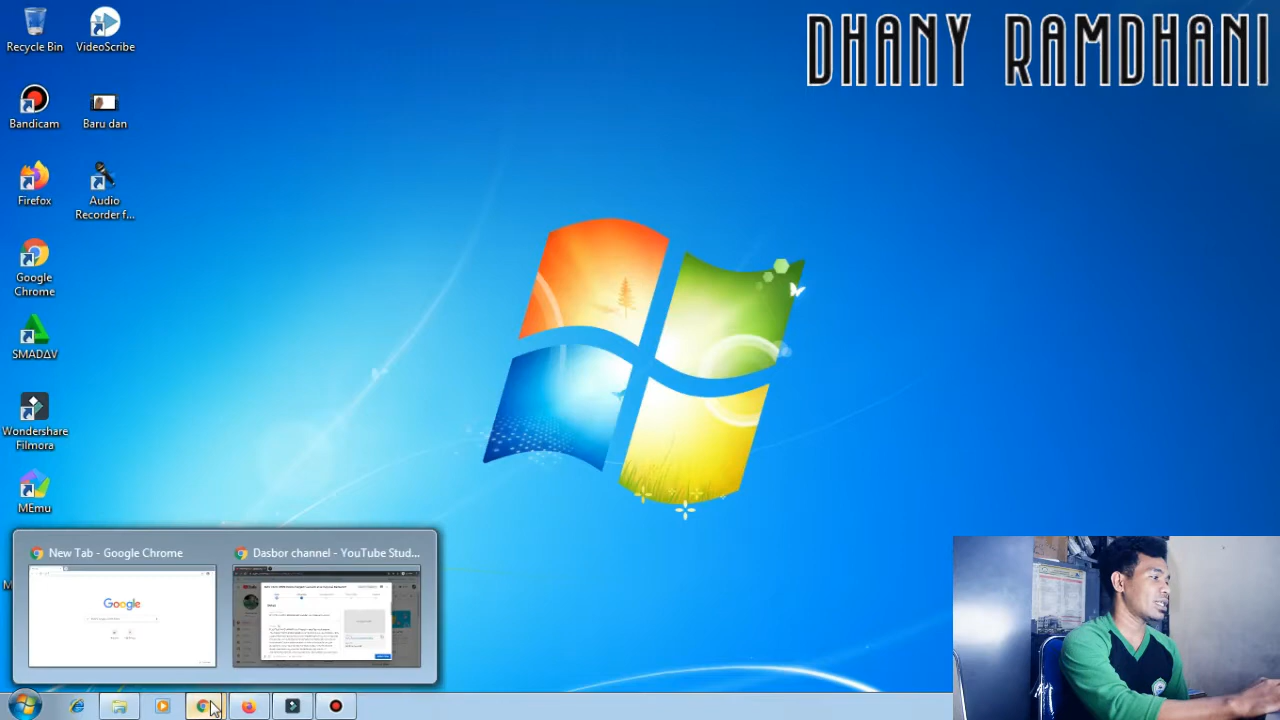 DHANY RAMDHANI
Recycle Bin
VideoScribe
Bandicam
Baru dan
Firefox
Audio
Recorder f...
Google
Chrome
SMADΔV
Wondershare
Filmora
MEmu
New Tab - Google Chrome
Dasbor channel - YouTube Stud...
Google